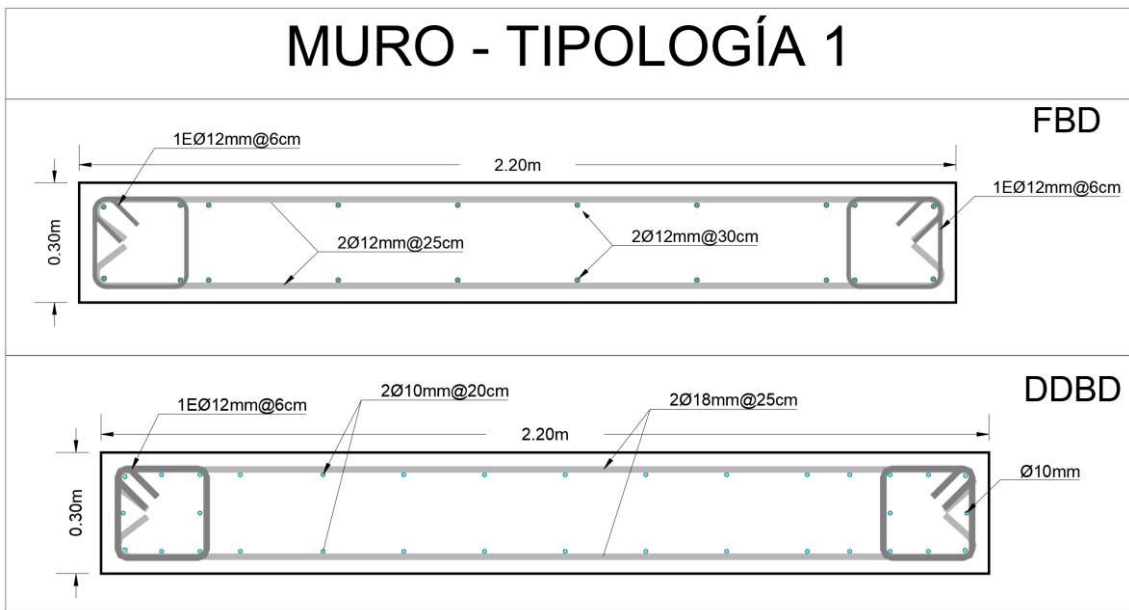 MURO - TIPOLOGÍA 1
FBD
1EØ12mm@6cm
2.20m
1EØ12mm@6cm
0.30m
2Ø12mm@25cm
2Ø12mm@30cm
DDBD
1EØ12mm@6cm
2Ø10mm@20cm
2Ø18mm@25cm
2.20m
Ø10mm
0.30m